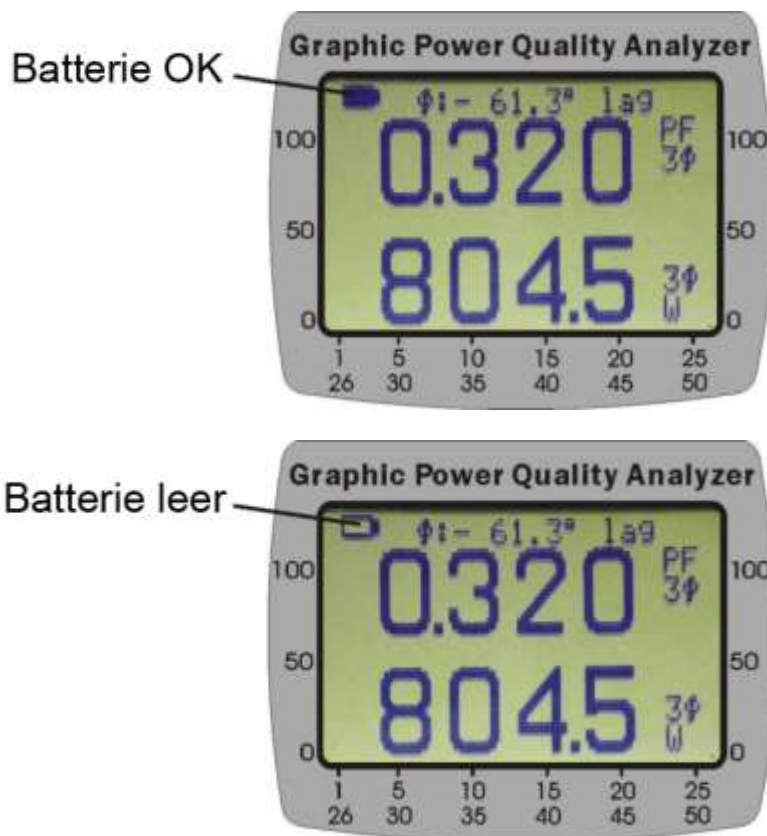 Graphic Power Quality Analyzer
Batterie OK
Φ:- 61.3° lag
0.320 PF 3Φ
804.5 3Φ W
100 100
50 50
0 0
1 5 10 15 20 25
26 30 35 40 45 50
Graphic Power Quality Analyzer
Batterie leer
Φ:- 61.3° lag
0.320 PF 3Φ
804.5 3Φ W
100 100
50 50
0 0
1 5 10 15 20 25
26 30 35 40 45 50